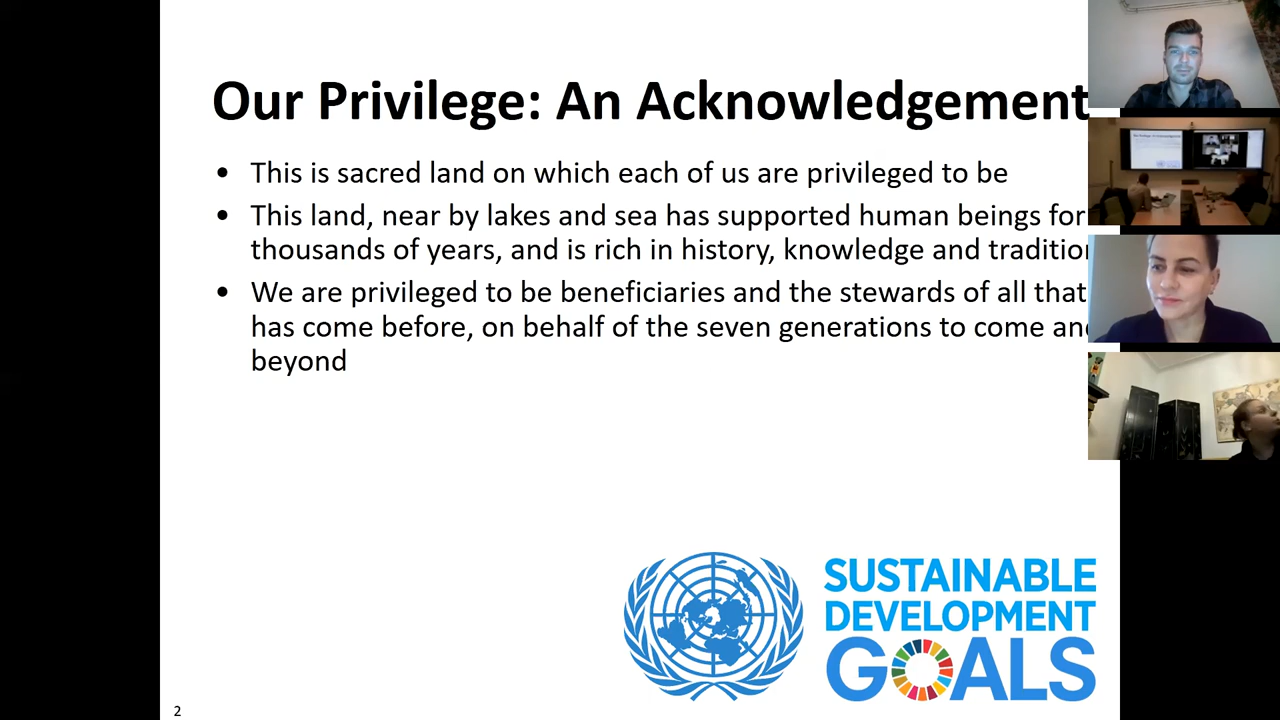 Our Privilege: An Acknowledgement
• This is sacred land on which each of us are privileged to be
• This land, near by lakes and sea has supported human beings for
thousands of years, and is rich in history, knowledge and tradition
• We are privileged to be beneficiaries and the stewards of all that
has come before, on behalf of the seven generations to come and
beyond
SUSTAINABLE
DEVELOPMENT
GOALS
2